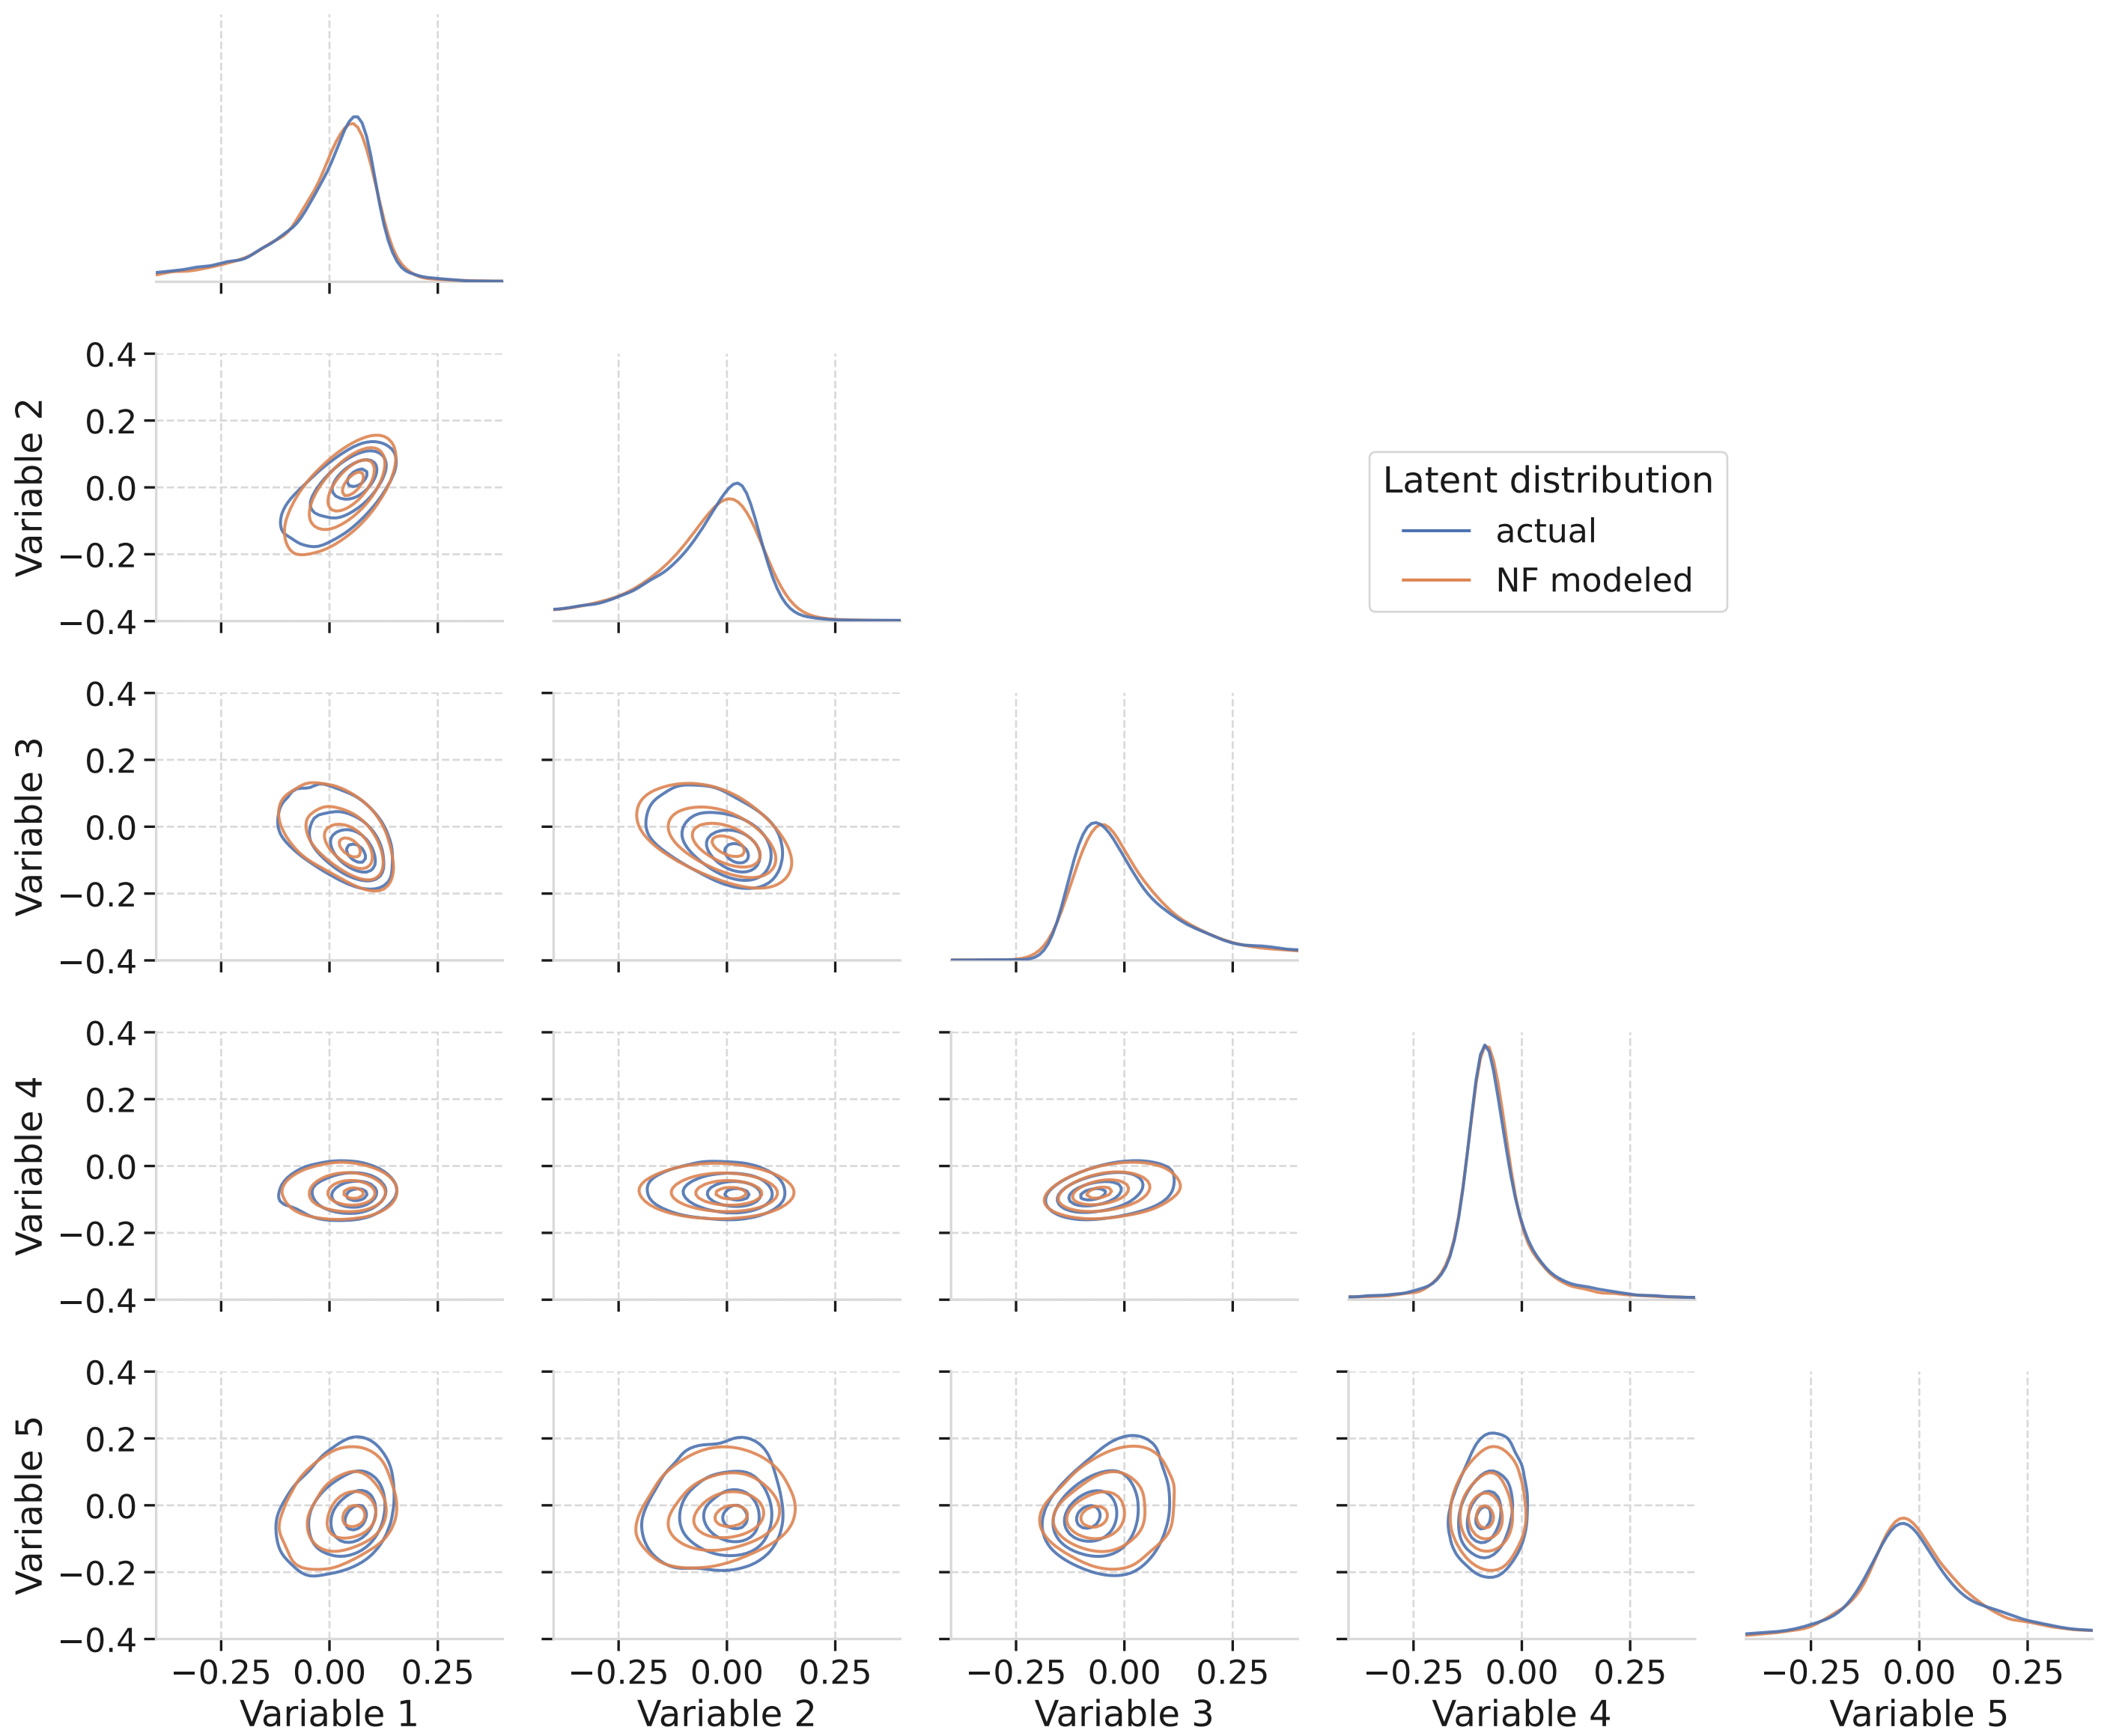 0.4
0.2
0.0
−0.2
−0.4
Variable 2
Latent distribution
actual
NF modeled
0.4
0.2
0.0
−0.2
−0.4
Variable 3
0.4
0.2
0.0
−0.2
−0.4
Variable 4
0.4
0.2
0.0
−0.2
−0.4
Variable 5
−0.25 0.00 0.25
Variable 1
−0.25 0.00 0.25
Variable 2
−0.25 0.00 0.25
Variable 3
−0.25 0.00 0.25
Variable 4
−0.25 0.00 0.25
Variable 5